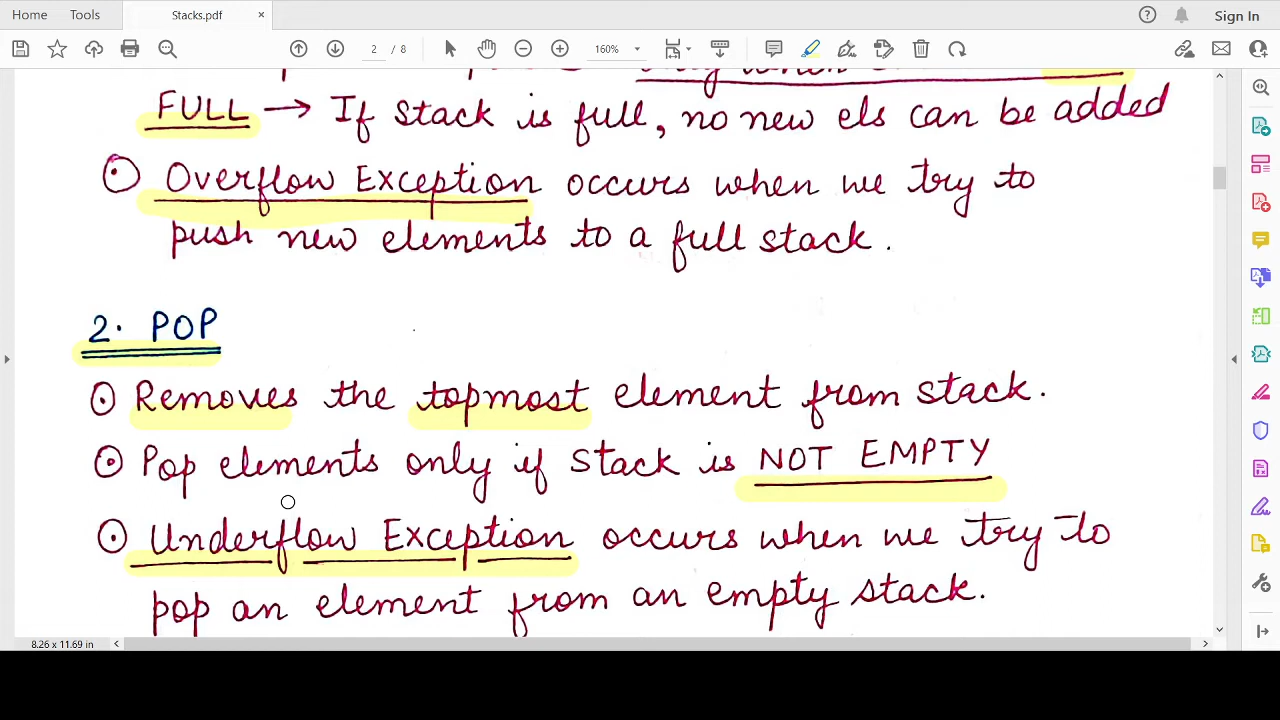 Home Tools Stacks.pdf × Sign In
2 / 8 160%
only when
FULL → If Stack is full, no new els can be added
⊙ Overflow Exception occurs when we try to
push new elements to a full stack.
2. POP
⊙ Removes the topmost element from stack.
⊙ Pop elements only if stack is NOT EMPTY
⊙ Underflow Exception occurs when we try to
pop an element from an empty stack.
8.26 x 11.69 in